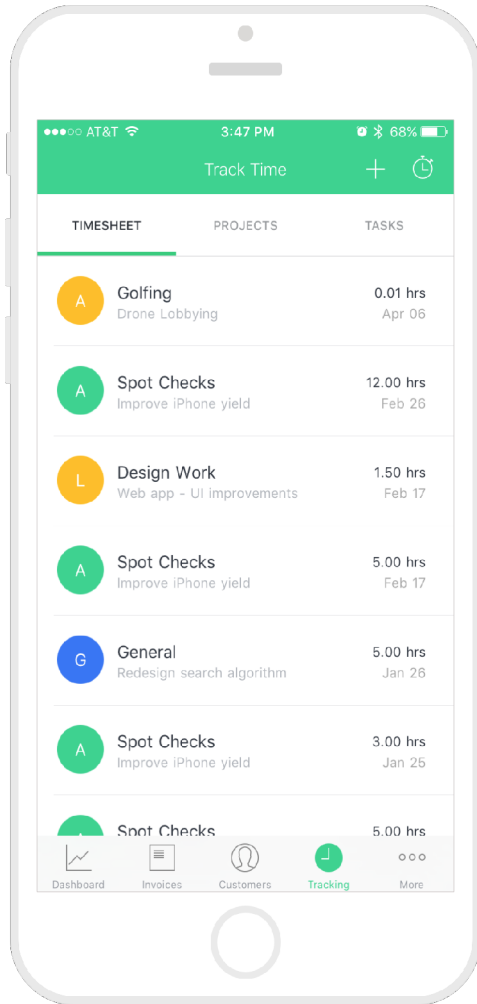 AT&T 3:47 PM 68%
Track Time
TIMESHEET PROJECTS TASKS
A Golfing 0.01 hrs
Drone Lobbying Apr 06
A Spot Checks 12.00 hrs
Improve iPhone yield Feb 26
L Design Work 1.50 hrs
Web app - UI improvements Feb 17
A Spot Checks 5.00 hrs
Improve iPhone yield Feb 17
G General 5.00 hrs
Redesign search algorithm Jan 26
A Spot Checks 3.00 hrs
Improve iPhone yield Jan 25
Spot Checks 5.00 hrs
Dashboard Invoices Customers Tracking More